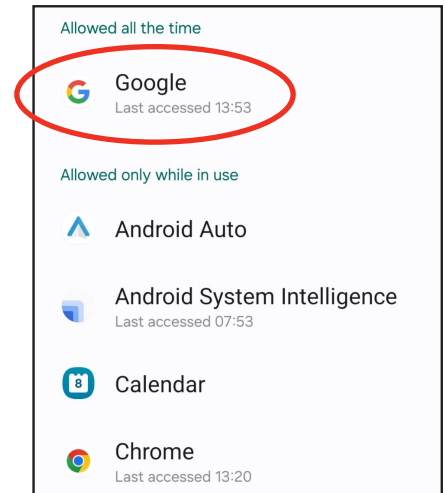 Allowed all the time
Google
Last accessed 13:53
Allowed only while in use
Android Auto
Android System Intelligence
Last accessed 07:53
8
Calendar
Chrome
Last accessed 13:20